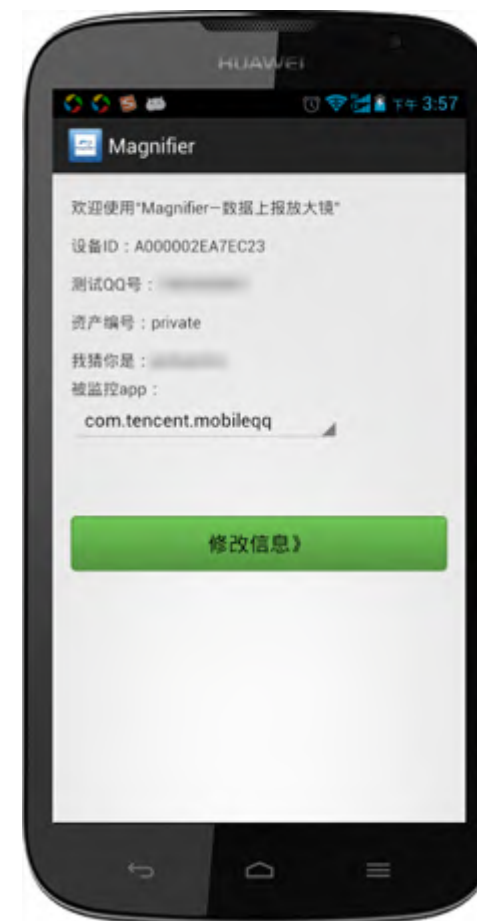 HUAWEI
下午 3:57
Magnifier
欢迎使用“Magnifier—数据上报放大镜”
设备ID：A000002EA7EC23
测试QQ号：
资产编号：private
我猜你是：
被监控app：
com.tencent.mobileqq
修改信息》